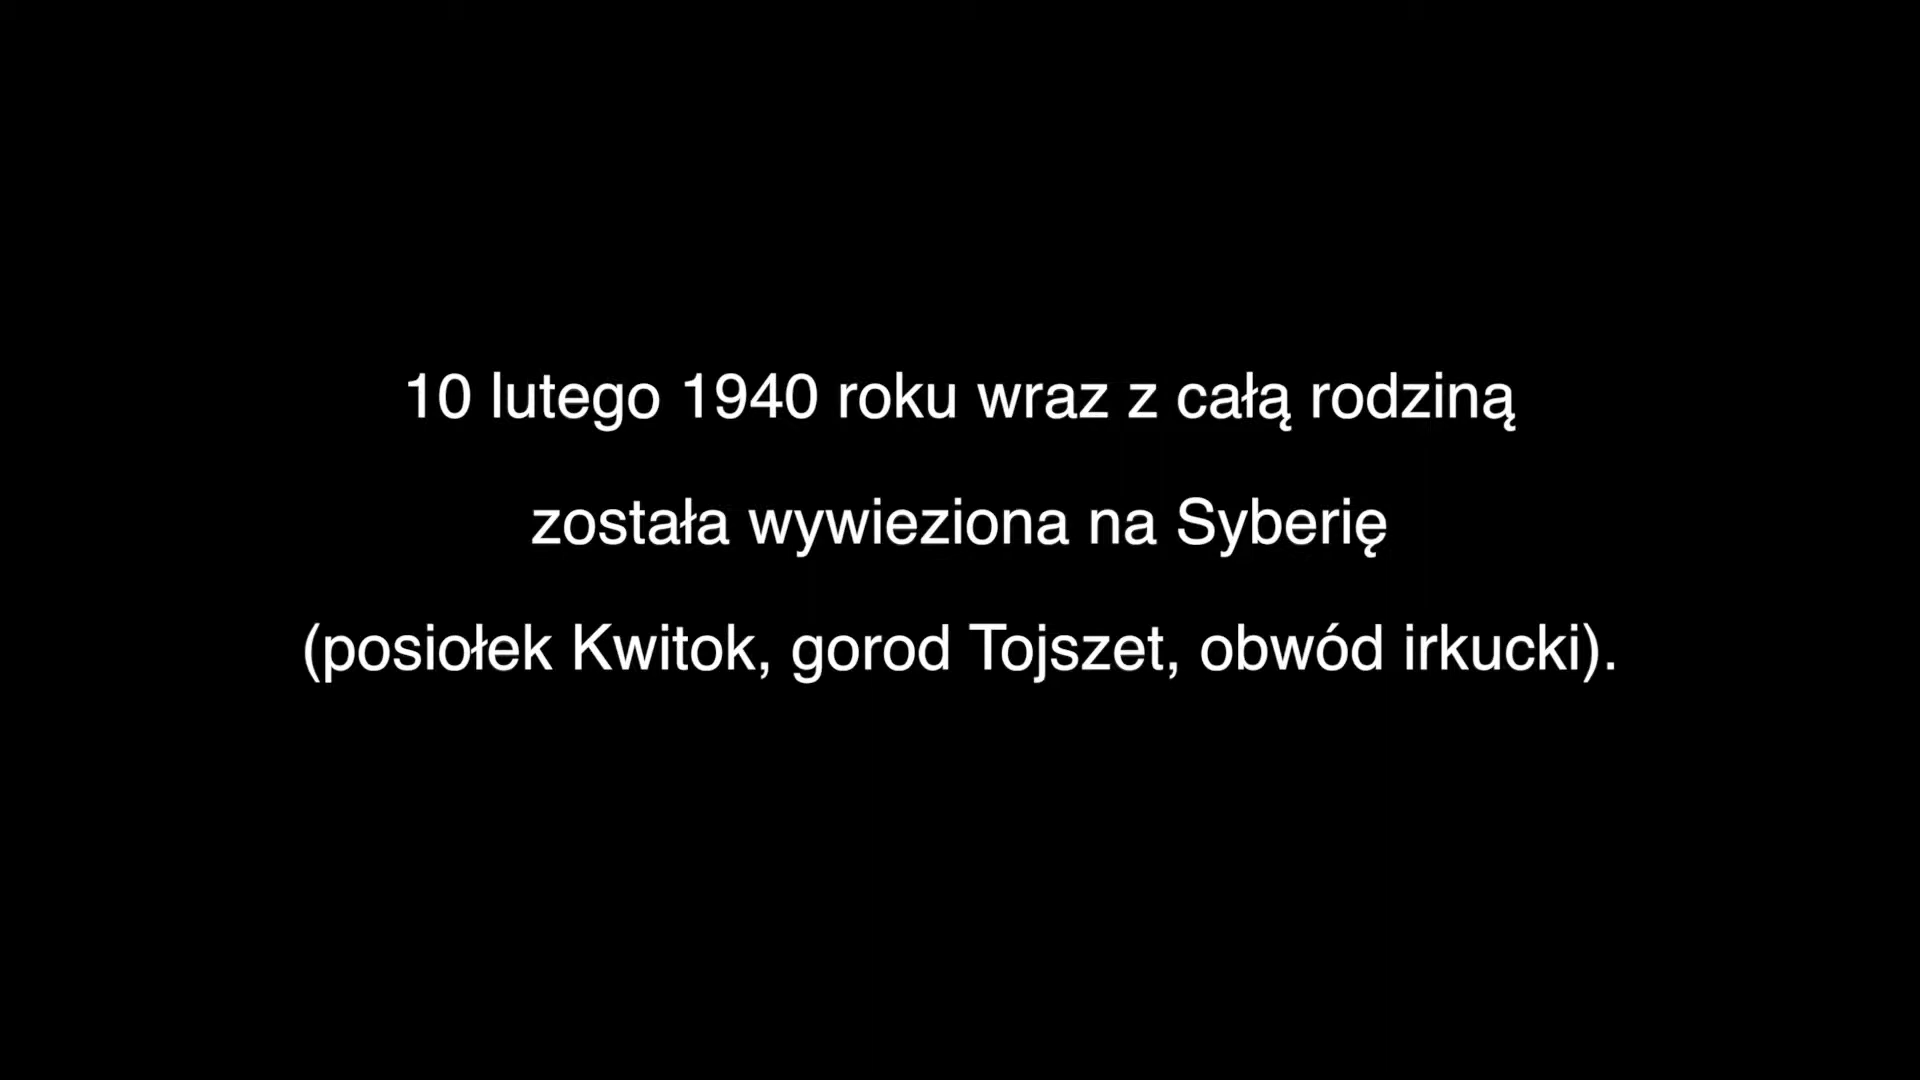 10 lutego 1940 roku wraz z całą rodziną
została wywieziona na Syberię
(posiołek Kwitok, gorod Tojszet, obwód irkucki).